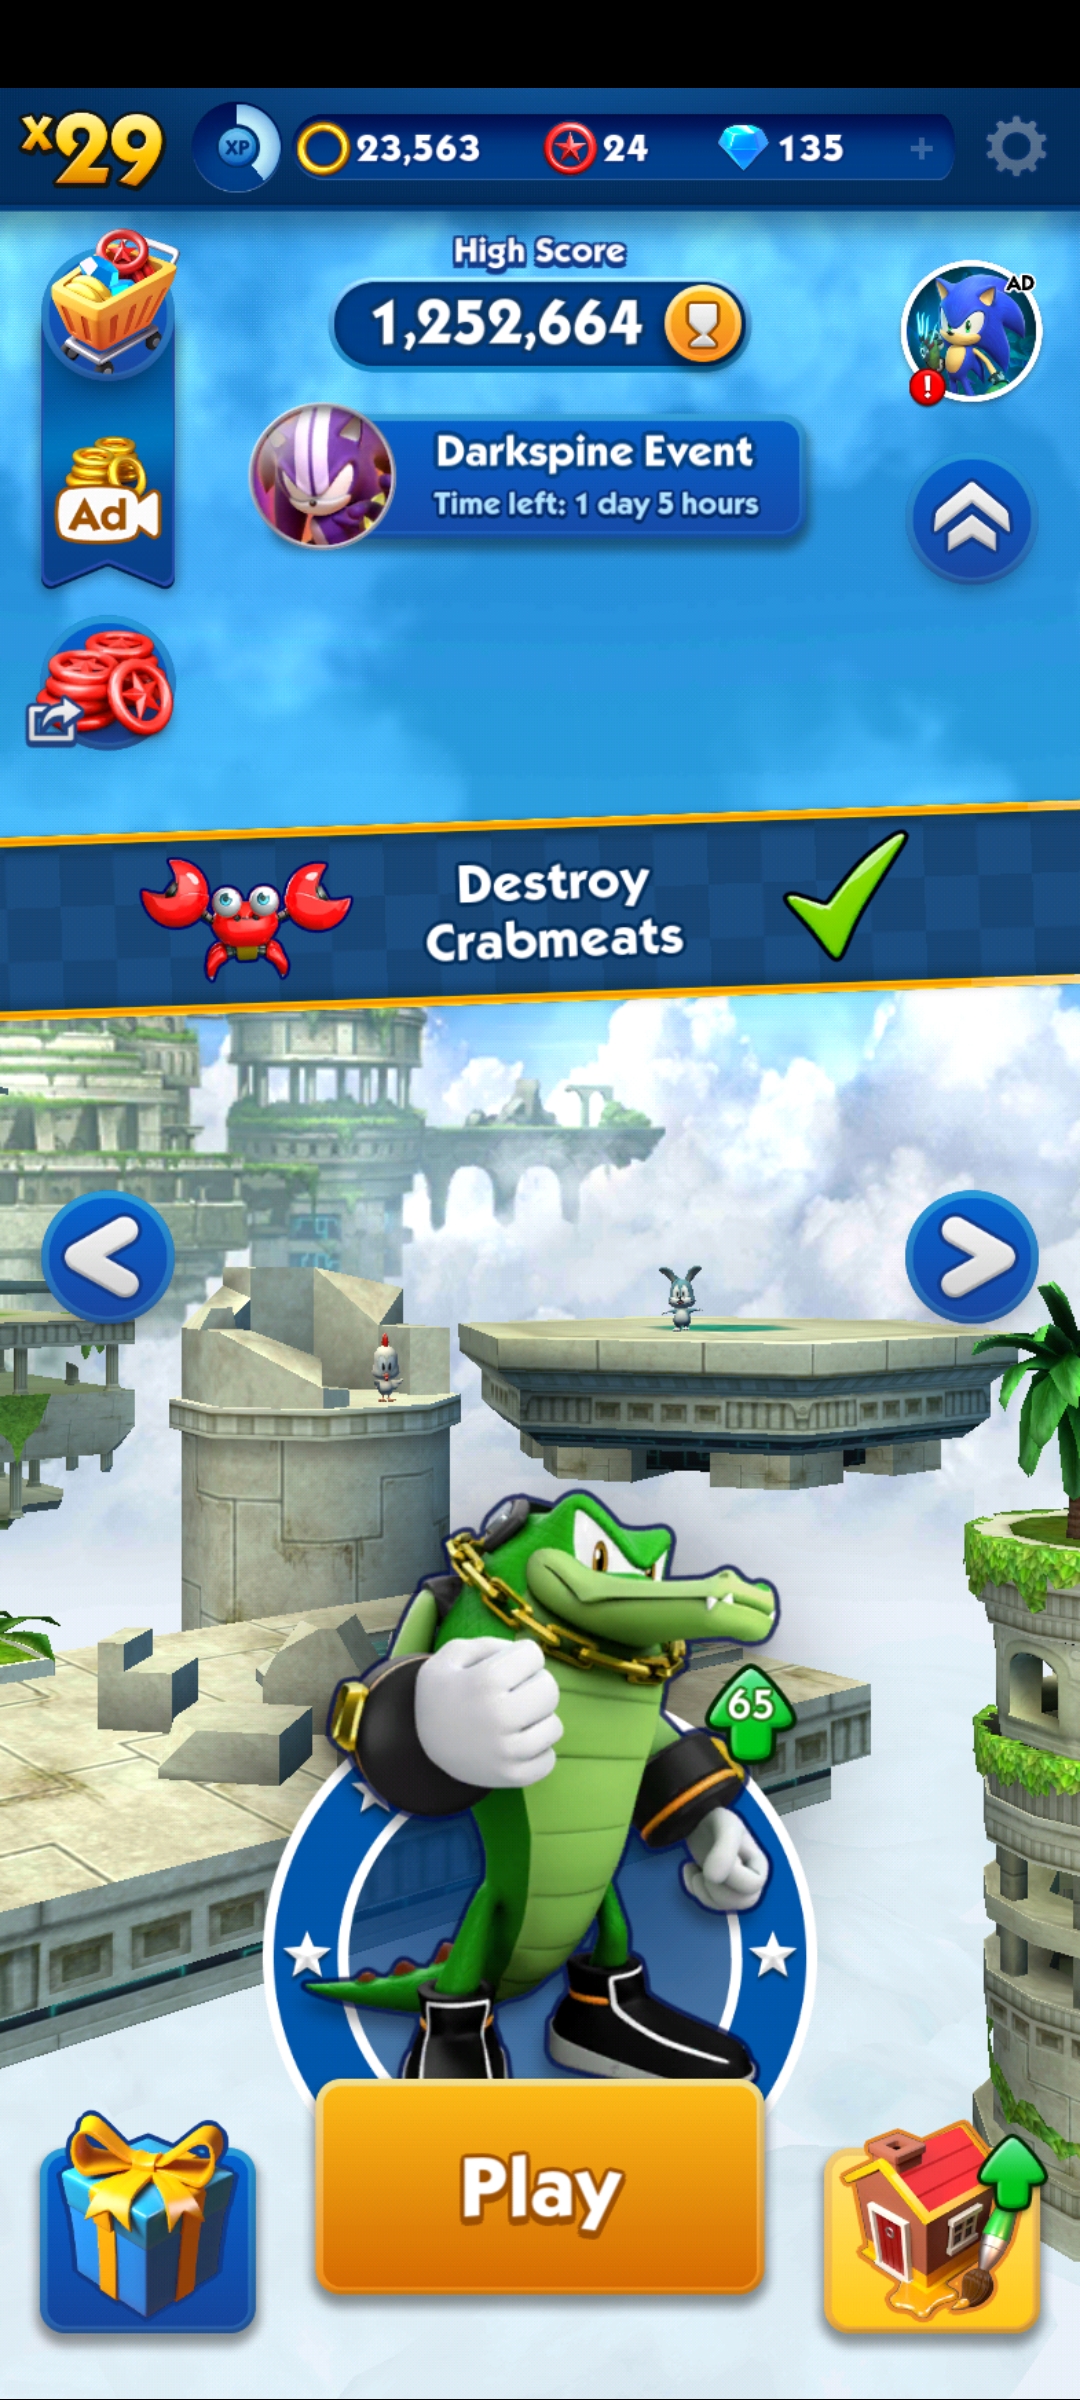 x29
XP
23,563
24
135
+
High Score
1,252,664
AD
!
Darkspine Event
Time left: 1 day 5 hours
Ad
Destroy
Crabmeats
65
Play